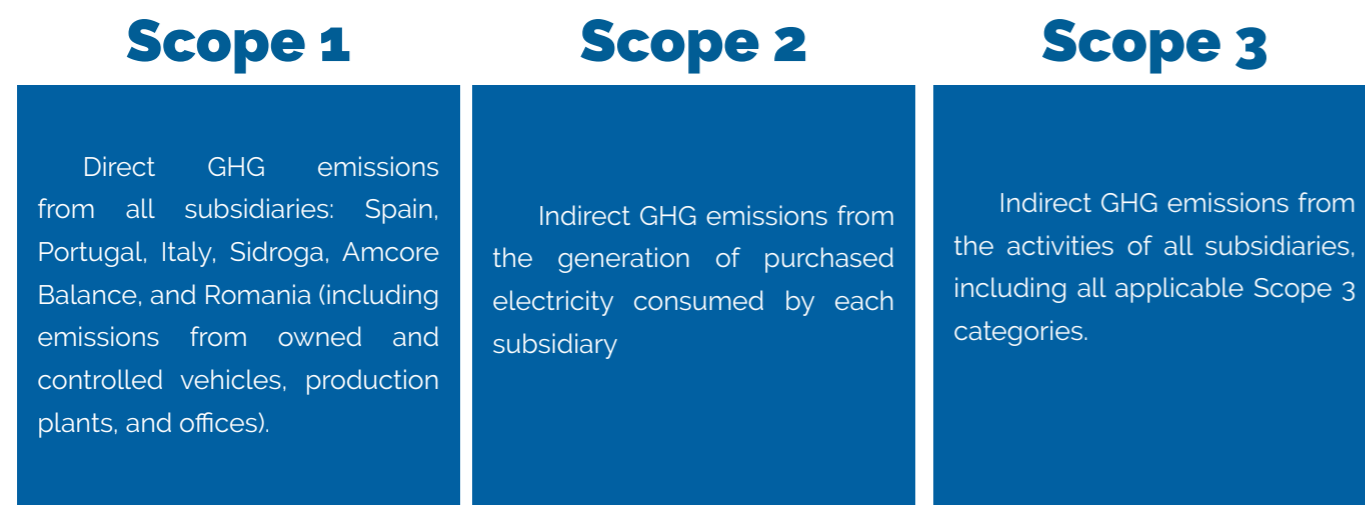 Scope 1
Direct GHG emissions
from all subsidiaries: Spain,
Portugal, Italy, Sidroga, Amcore
Balance, and Romania (including
emissions from owned and
controlled vehicles, production
plants, and offices).
Scope 2
Indirect GHG emissions from
the generation of purchased
electricity consumed by each
subsidiary
Scope 3
Indirect GHG emissions from
the activities of all subsidiaries,
including all applicable Scope 3
categories.